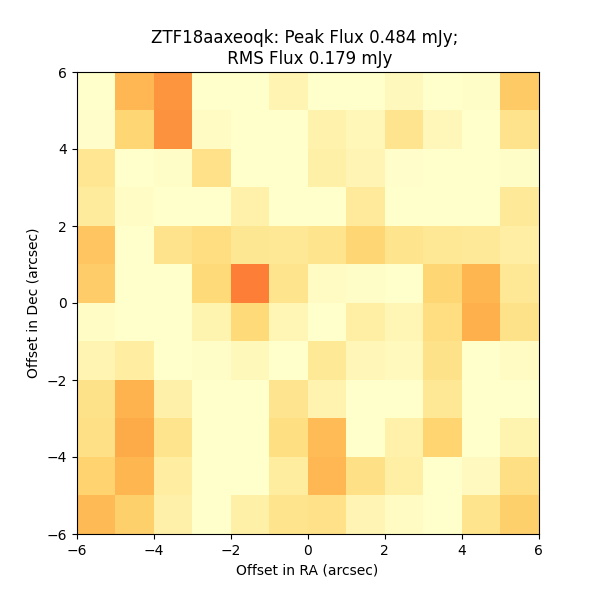 ZTF18aaxeoqk: Peak Flux 0.484 mJy;
RMS Flux 0.179 mJy
6
4
2
0
−2
−4
−6
Offset in Dec (arcsec)
−6 −4 −2 0 2 4 6
Offset in RA (arcsec)